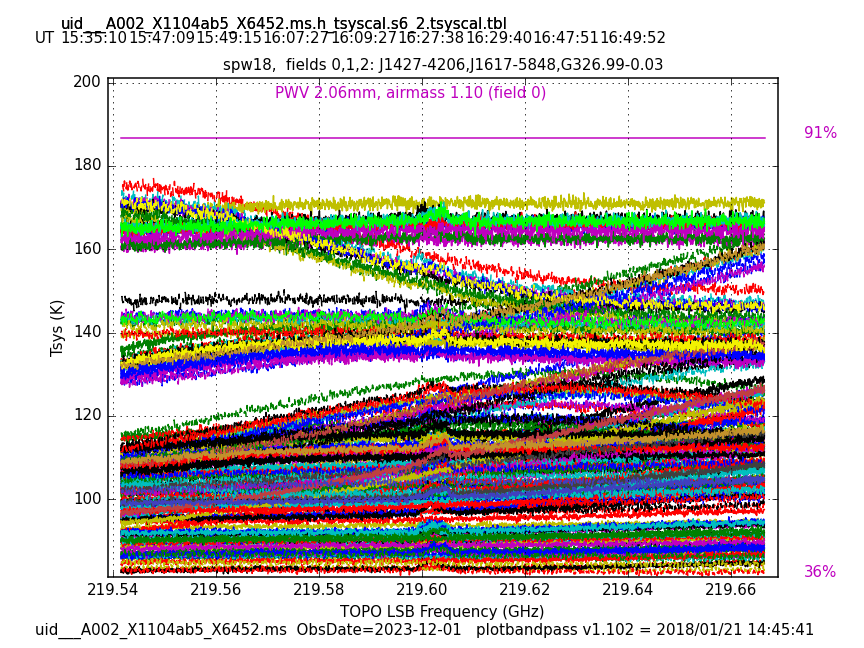 uid___A002_X1104ab5_X6452.ms.h_tsyscal.s6_2.tsyscal.tbl
UT 15:35:10 15:47:09 15:49:15 16:07:27 16:09:27 16:27:38 16:29:40 16:47:51 16:49:52
spw18, fields 0,1,2: J1427-4206,J1617-5848,G326.99-0.03
PWV 2.06mm, airmass 1.10 (field 0)
91%
200
180
160
140
120
100
Tsys (K)
36%
219.54 219.56 219.58 219.60 219.62 219.64 219.66
TOPO LSB Frequency (GHz)
uid___A002_X1104ab5_X6452.ms ObsDate=2023-12-01 plotbandpass v1.102 = 2018/01/21 14:45:41